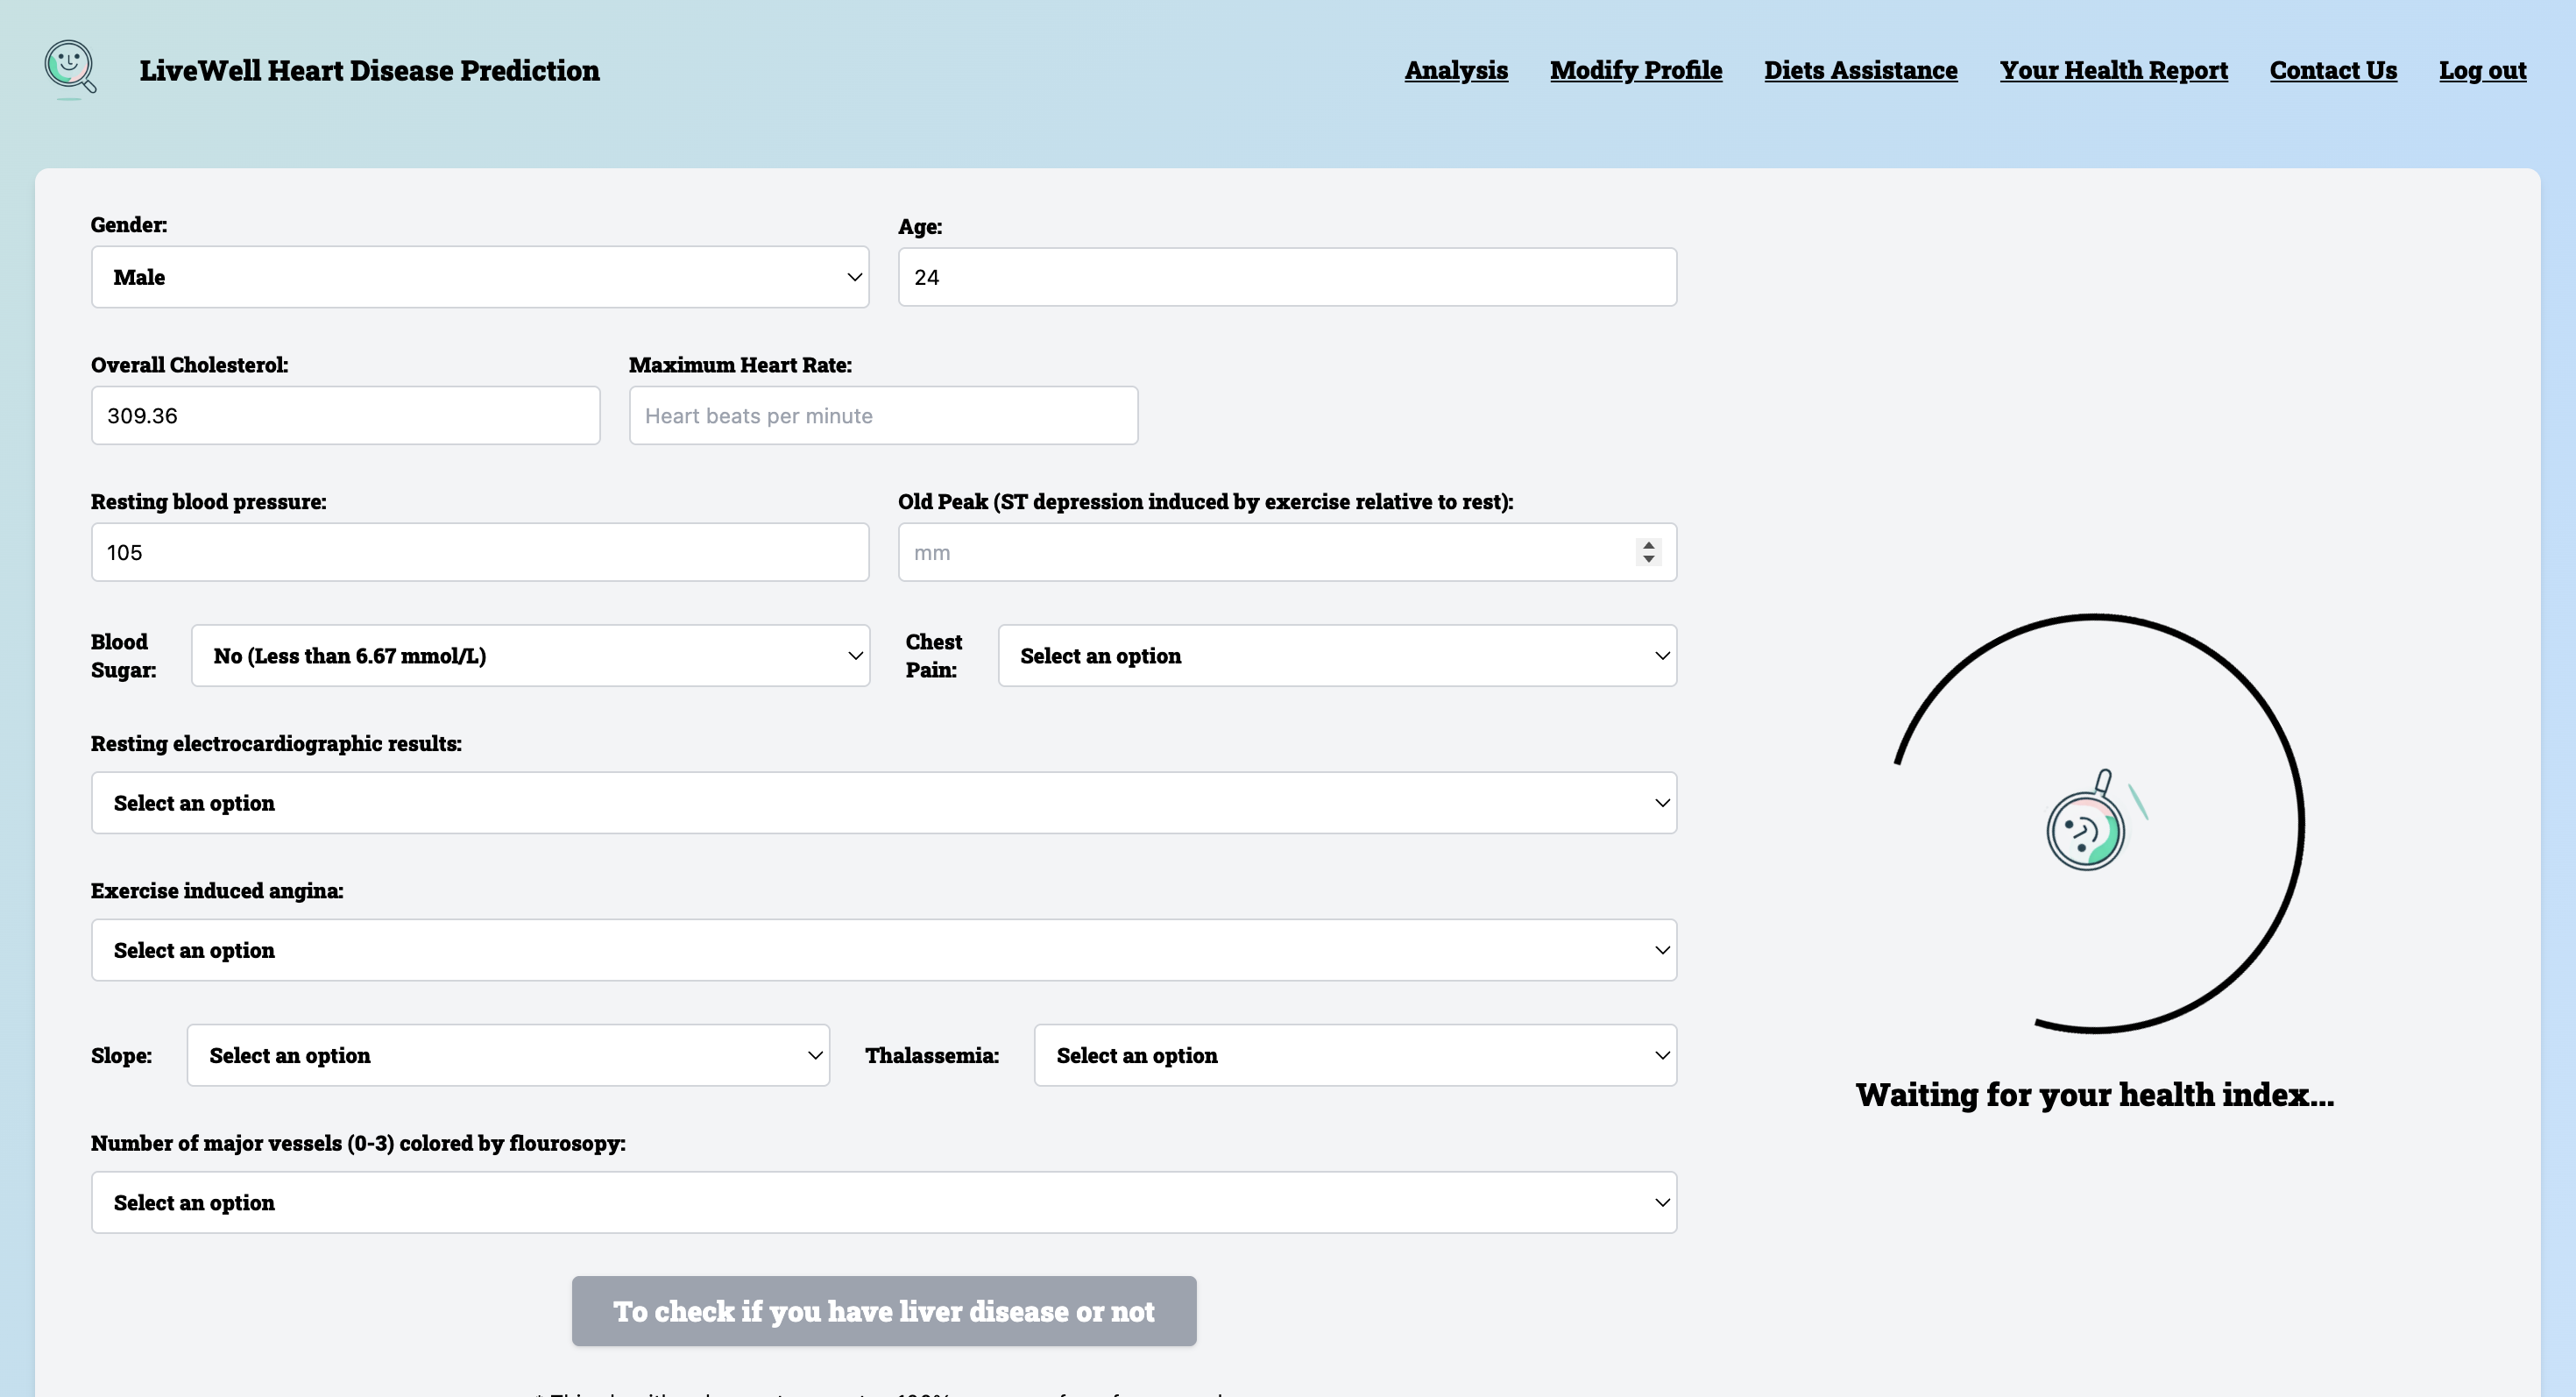 LiveWell Heart Disease Prediction
Analysis
Modify Profile
Diets Assistance
Your Health Report
Contact Us
Log out
Gender:
Age:
Male
24
Overall Cholesterol:
Maximum Heart Rate:
309.36
Heart beats per minute
Resting blood pressure:
Old Peak (ST depression induced by exercise relative to rest):
105
mm
Blood
Sugar:
No (Less than 6.67 mmol/L)
Chest
Pain:
Select an option
Resting electrocardiographic results:
Select an option
Exercise induced angina:
Select an option
Slope:
Select an option
Thalassemia:
Select an option
Waiting for your health index...
Number of major vessels (0-3) colored by flourosopy:
Select an option
To check if you have liver disease or not